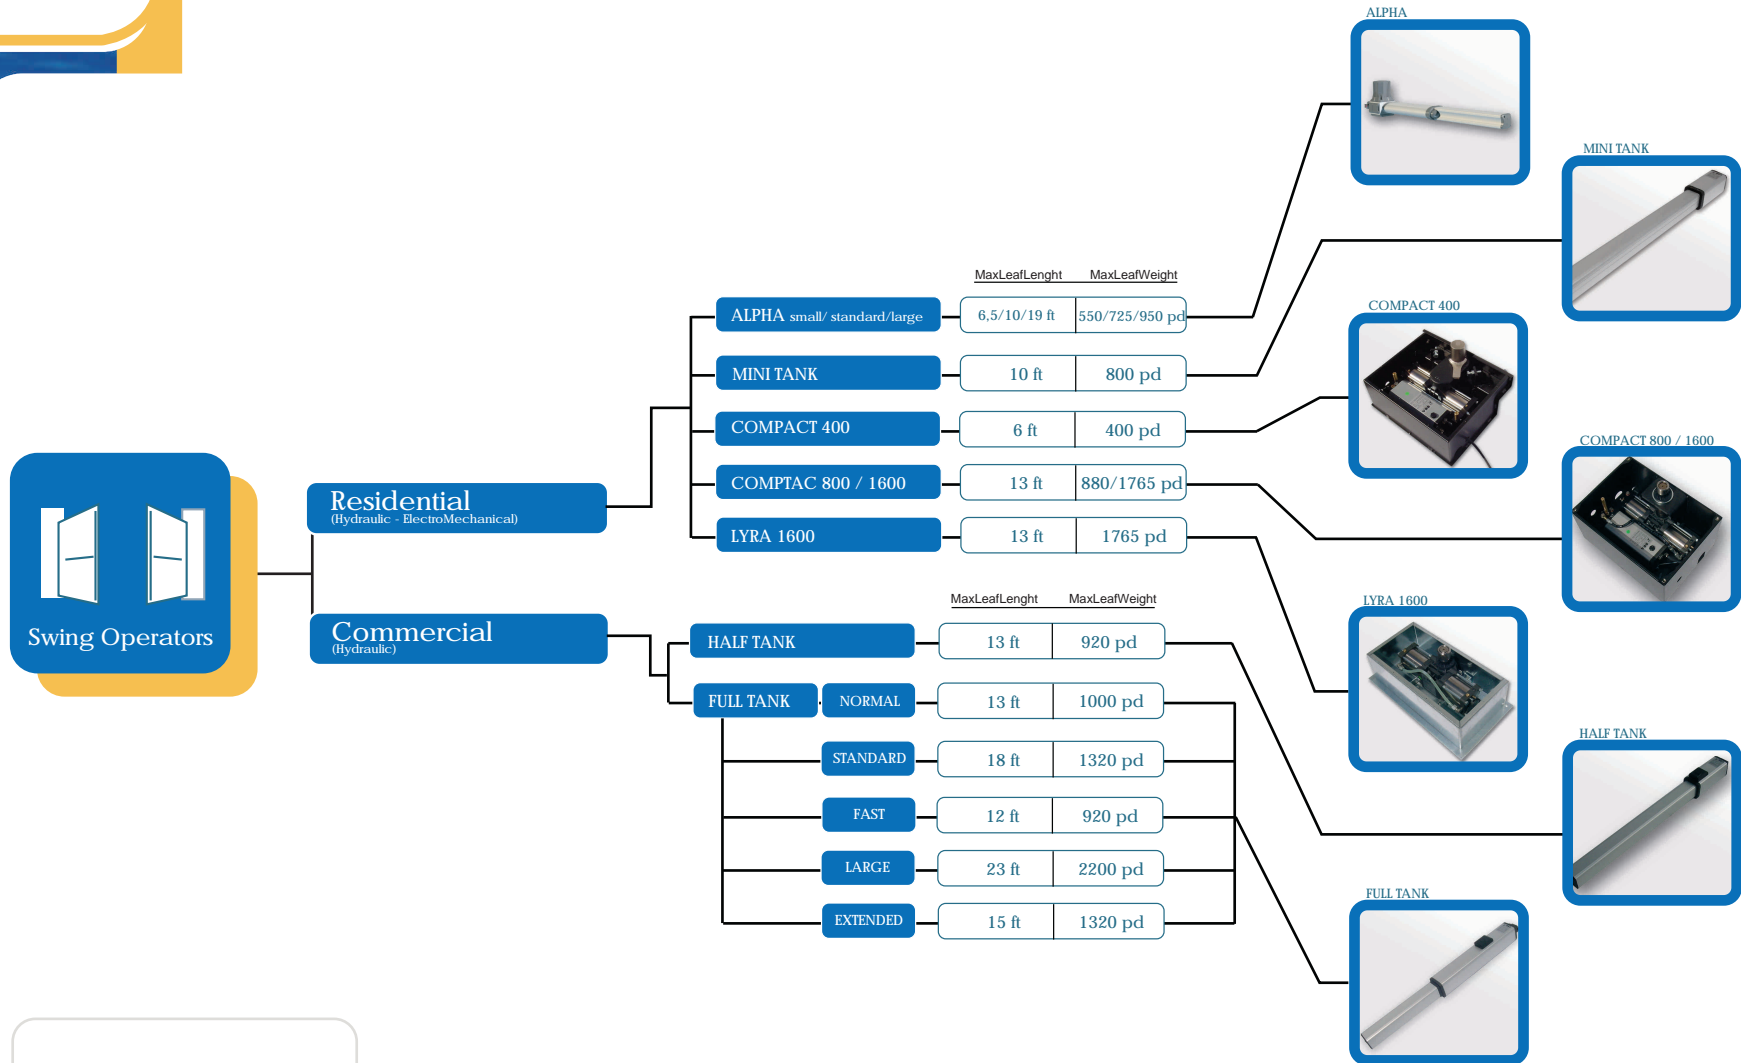 ALPHA
MINI TANK
MaxLeafLenght MaxLeafWeight
COMPACT 400
ALPHA small/ standard/large 6,5/10/19 ft 550/725/950 pd
MINI TANK 10 ft 800 pd
COMPACT 400 6 ft 400 pd
COMPACT 800 / 1600
COMPTAC 800 / 1600 13 ft 880/1765 pd
Residential
(Hydraulic - ElectroMechanical)
LYRA 1600 13 ft 1765 pd
MaxLeafLenght MaxLeafWeight
LYRA 1600
Swing Operators
Commercial
(Hydraulic)
HALF TANK 13 ft 920 pd
FULL TANK NORMAL 13 ft 1000 pd
HALF TANK
STANDARD 18 ft 1320 pd
FAST 12 ft 920 pd
LARGE 23 ft 2200 pd
FULL TANK
EXTENDED 15 ft 1320 pd